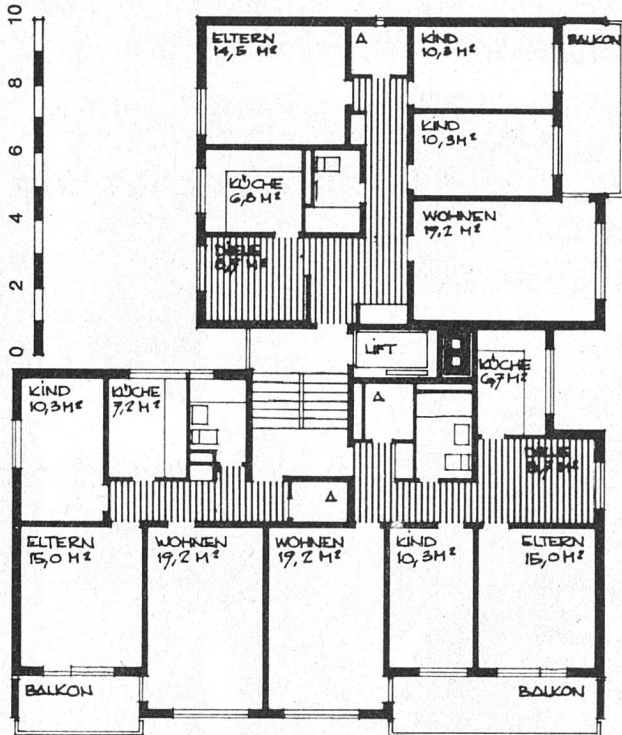 10
8
6
4
2
0
ELTERN
14,5 M²
Δ
KIND
10,3 M²
BALKON
KIND
10,3 M²
KÜCHE
6,8 M²
WOHNEN
DIELE
LIFT
KÜCHE
6,7 M²
KIND
10,3 M²
KÜCHE
7,2 M²
Δ
DIELE
Δ
ELTERN
15,0 M²
WOHNEN
19,2 M²
WOHNEN
19,2 M²
KIND
10,3 M²
ELTERN
15,0 M²
BALKON
BALKON